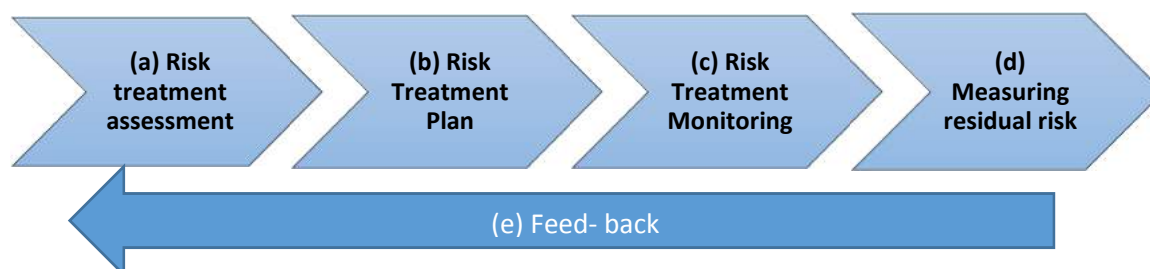 (a) Risk
treatment
assessment
(b) Risk
Treatment
Plan
(c) Risk
Treatment
Monitoring
(d)
Measuring
residual risk
(e) Feed- back